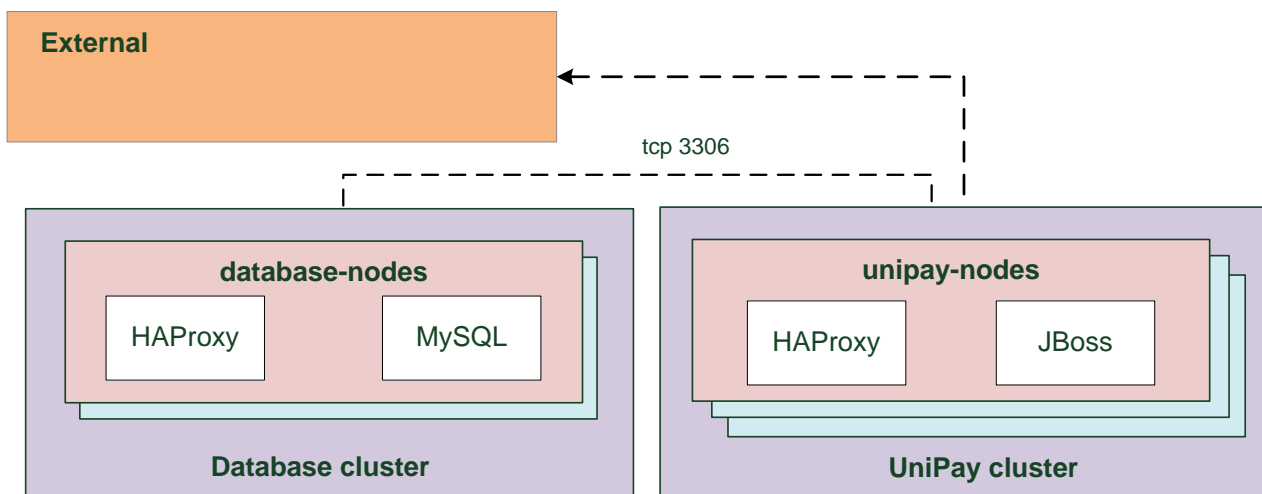 External
tcp 3306
database-nodes
HAProxy
MySQL
Database cluster
unipay-nodes
HAProxy
JBoss
UniPay cluster